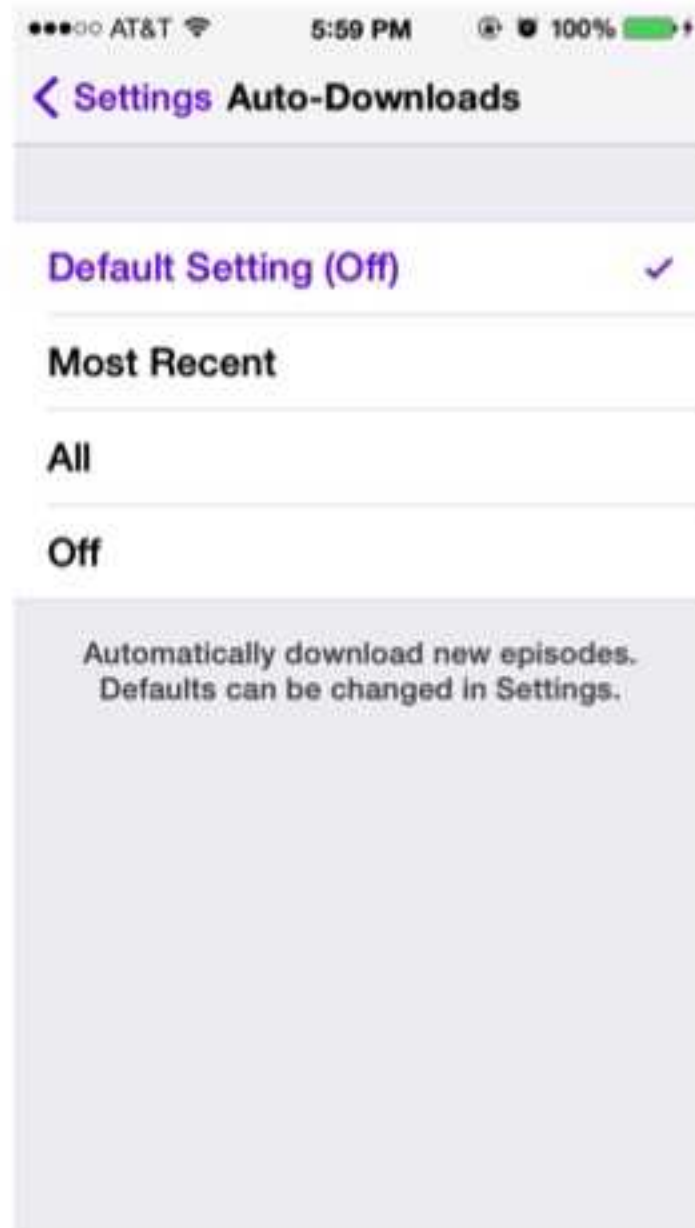 AT&T 5:59 PM 100%
Settings Auto-Downloads
Default Setting (Off)
Most Recent
All
Off
Automatically download new episodes.
Defaults can be changed in Settings.